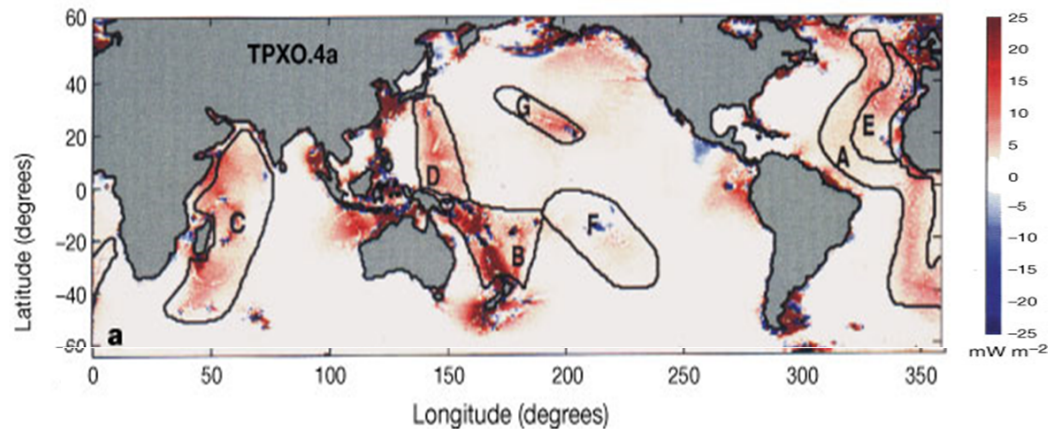 60
40
20
0
−20
−40
−60
Latitude (degrees)
TPXO.4a
A
B
C
D
E
F
G
a
0
50
100
150
200
250
300
350
Longitude (degrees)
25
20
15
10
5
0
−5
−10
−15
−20
−25
mW m−2